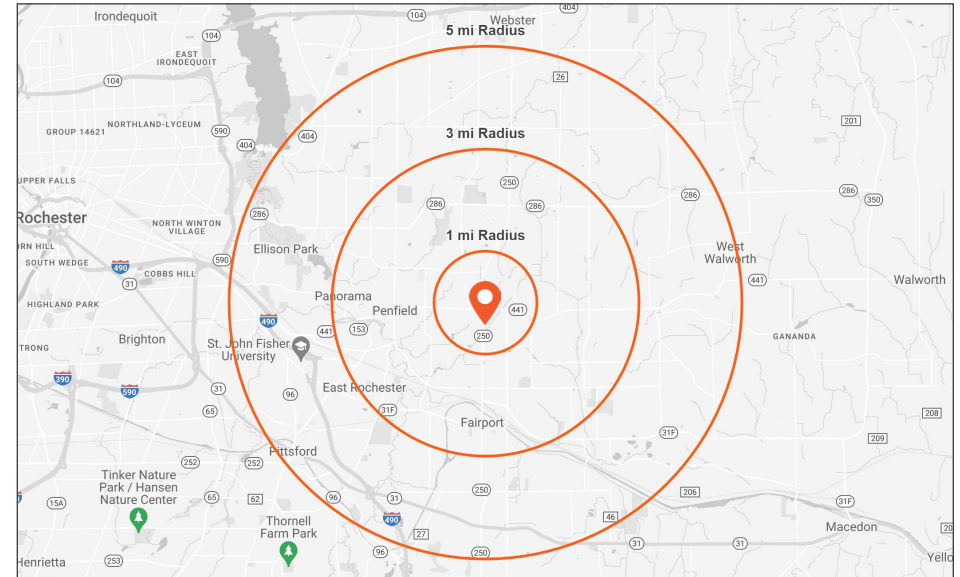 Irondequoit
104
404
Webster
5 mi Radius
104
EAST
IRONDEQUOIT
26
104
GROUP 14621
NORTHLAND-LYCEUM
590
404
404
3 mi Radius
201
UPPER FALLS
250
286
286
286
286
350
286
Rochester
NORTH WINTON
VILLAGE
1 mi Radius
Ellison Park
West
Walworth
SOUTH WEDGE
490
COBBS HILL
590
31
441
Walworth
HIGHLAND PARK
Panorama
Penfield
441
490
441
153
250
GANANDA
Brighton
St. John Fisher
University
390
590
31
96
East Rochester
65
31F
208
Fairport
31F
209
Pittsford
252
252
Tinker Nature
Park / Hansen
Nature Center
15A
65
62
96
31
250
206
31F
46
Thornell
Farm Park
490
27
Macedon
31
31
96
250
253